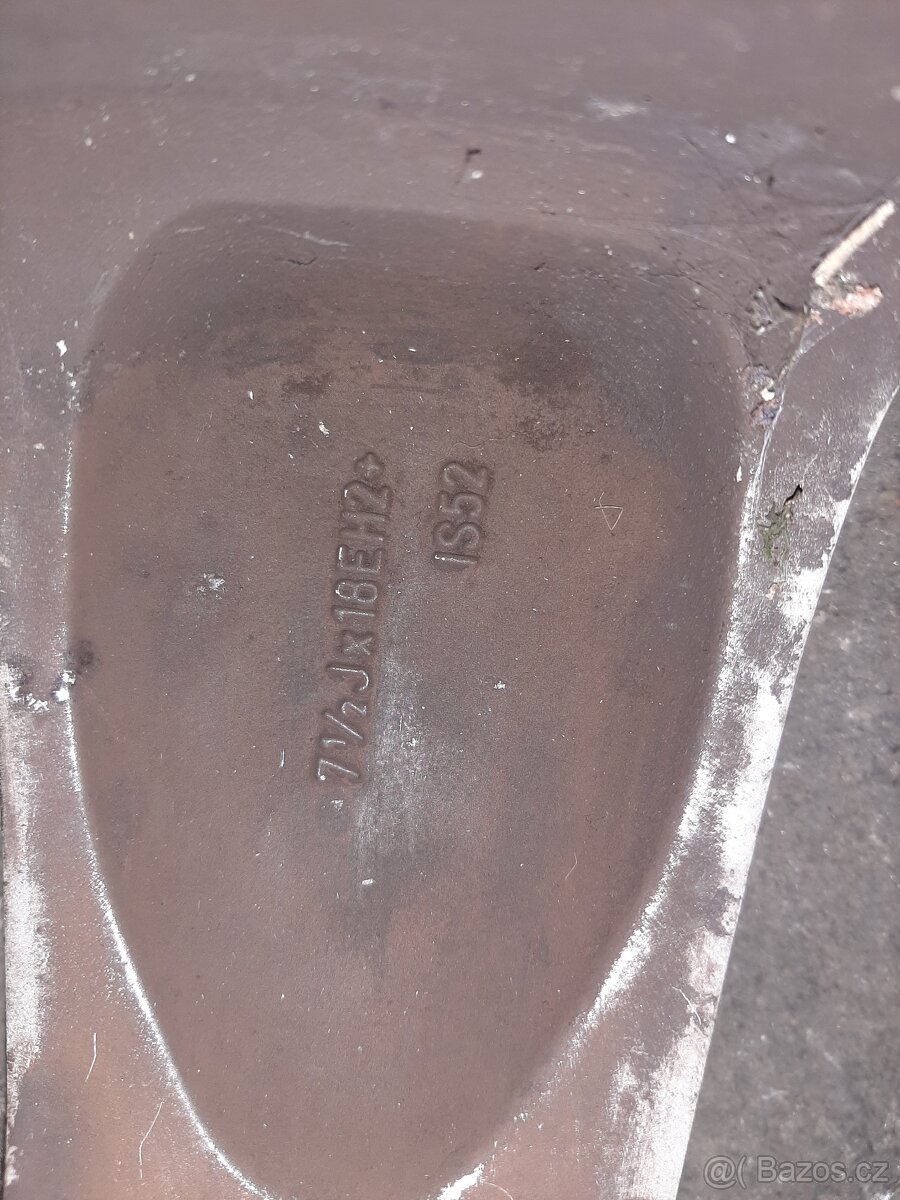 7½Jx18EH2+
IS52
@( Bazos.cz